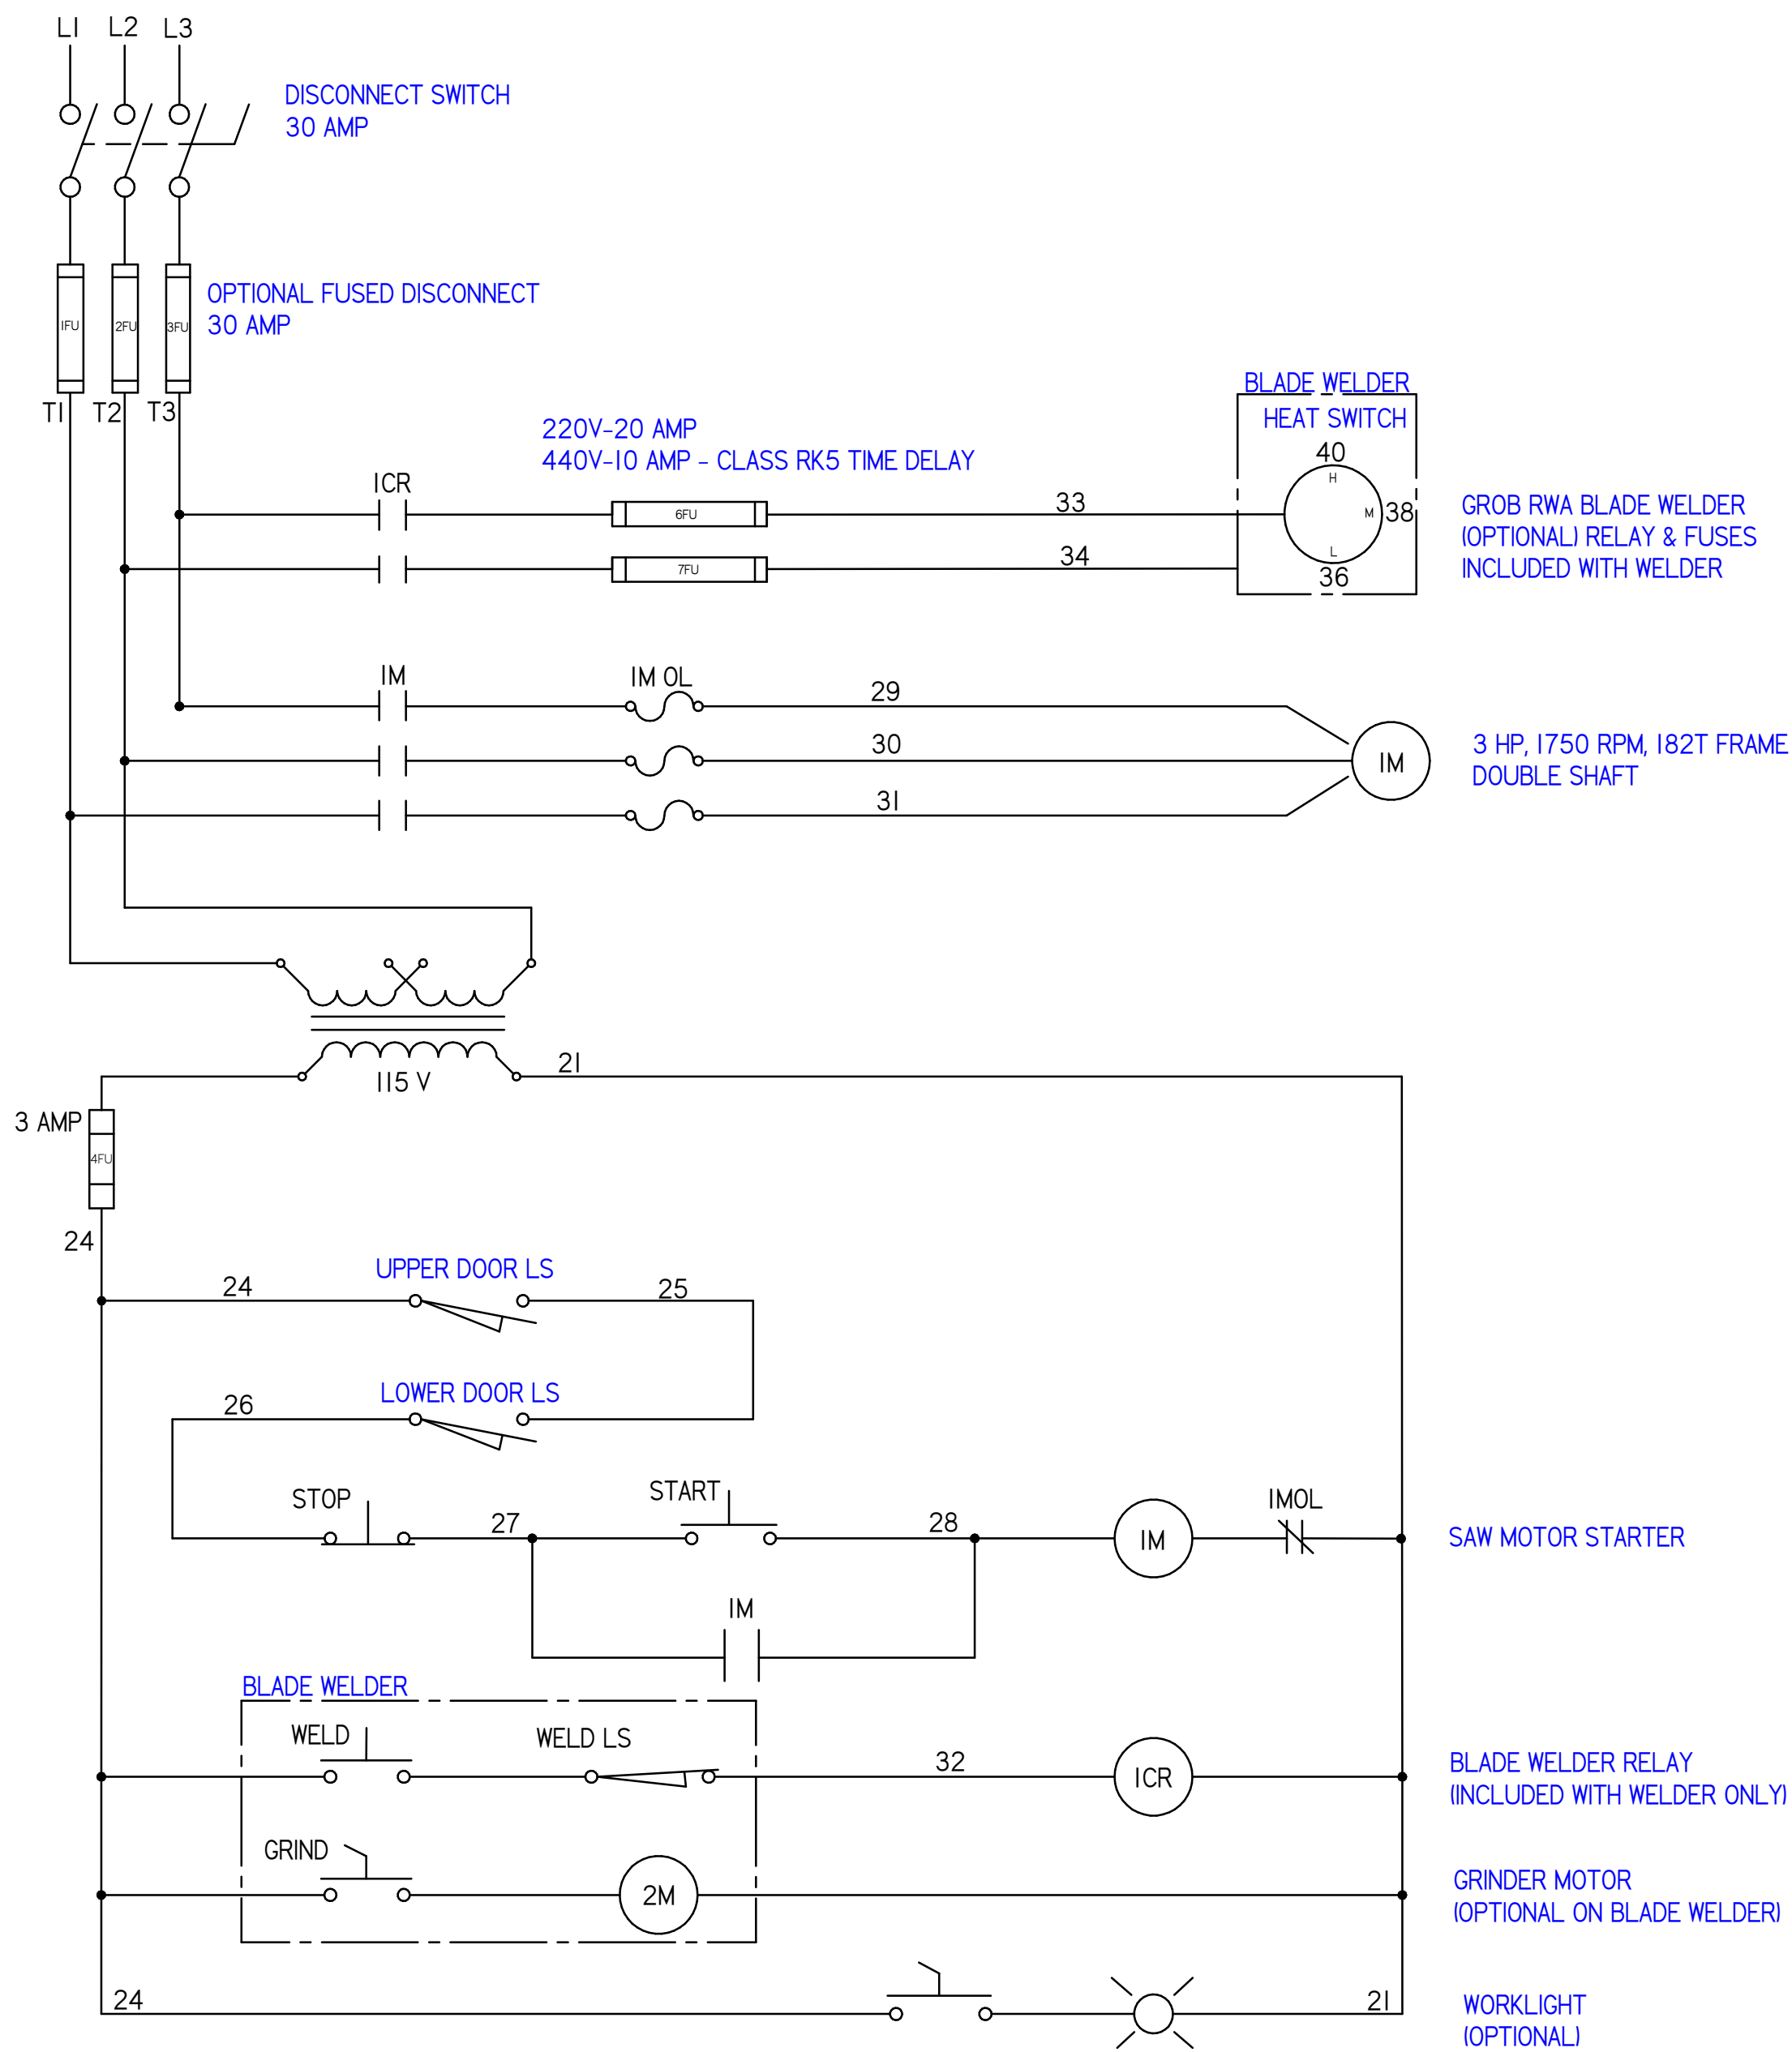 L1 L2 L3
DISCONNECT SWITCH
30 AMP
OPTIONAL FUSED DISCONNECT
30 AMP
1FU 2FU 3FU
T1 T2 T3
BLADE WELDER
HEAT SWITCH
40
H
M 38
L
36
220V-20 AMP
440V-10 AMP - CLASS RK5 TIME DELAY
1CR
6FU
33
7FU
34
GROB RWA BLADE WELDER
(OPTIONAL) RELAY & FUSES
INCLUDED WITH WELDER
1M
1M OL
29
30
31
1M
3 HP, 1750 RPM, 182T FRAME
DOUBLE SHAFT
115 V
21
3 AMP
4FU
24
UPPER DOOR LS
24
25
LOWER DOOR LS
26
STOP
27
START
28
1M
1MOL
SAW MOTOR STARTER
1M
BLADE WELDER
WELD
WELD LS
32
1CR
BLADE WELDER RELAY
(INCLUDED WITH WELDER ONLY)
GRIND
2M
GRINDER MOTOR
(OPTIONAL ON BLADE WELDER)
24
21
WORKLIGHT
(OPTIONAL)